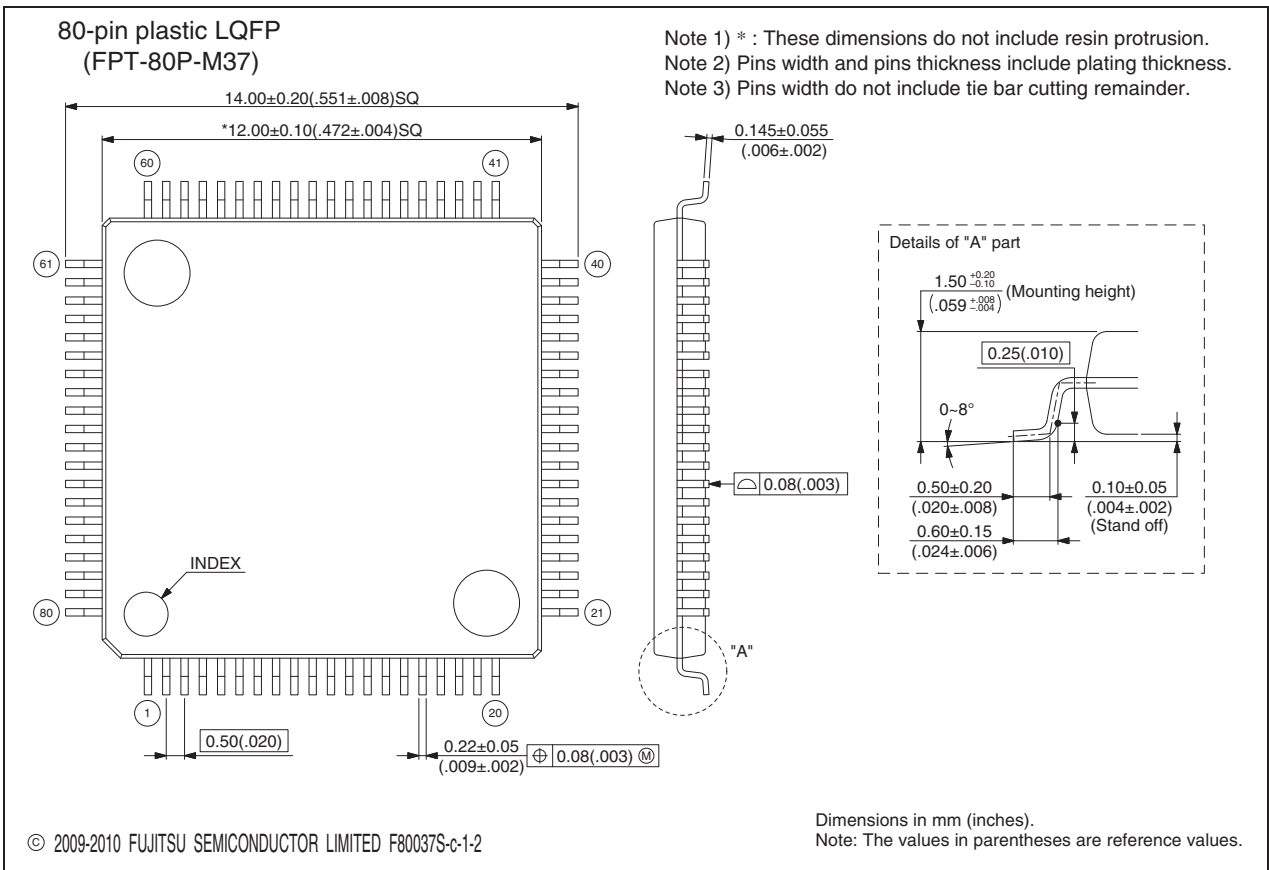 80-pin plastic LQFP
(FPT-80P-M37)
Note 1) * : These dimensions do not include resin protrusion.
Note 2) Pins width and pins thickness include plating thickness.
Note 3) Pins width do not include tie bar cutting remainder.
14.00±0.20(.551±.008)SQ
*12.00±0.10(.472±.004)SQ
60
41
61
40
INDEX
80
21
1
20
0.50(.020)
0.22±0.05
(.009±.002)
⌖ 0.08(.003) Ⓜ
0.145±0.055
(.006±.002)
⌓ 0.08(.003)
"A"
Details of "A" part
1.50 +0.20 –0.10
(.059 +.008 –.004)
(Mounting height)
0.25(.010)
0~8°
0.50±0.20
(.020±.008)
0.60±0.15
(.024±.006)
0.10±0.05
(.004±.002)
(Stand off)
© 2009-2010 FUJITSU SEMICONDUCTOR LIMITED F80037S-c-1-2
Dimensions in mm (inches).
Note: The values in parentheses are reference values.